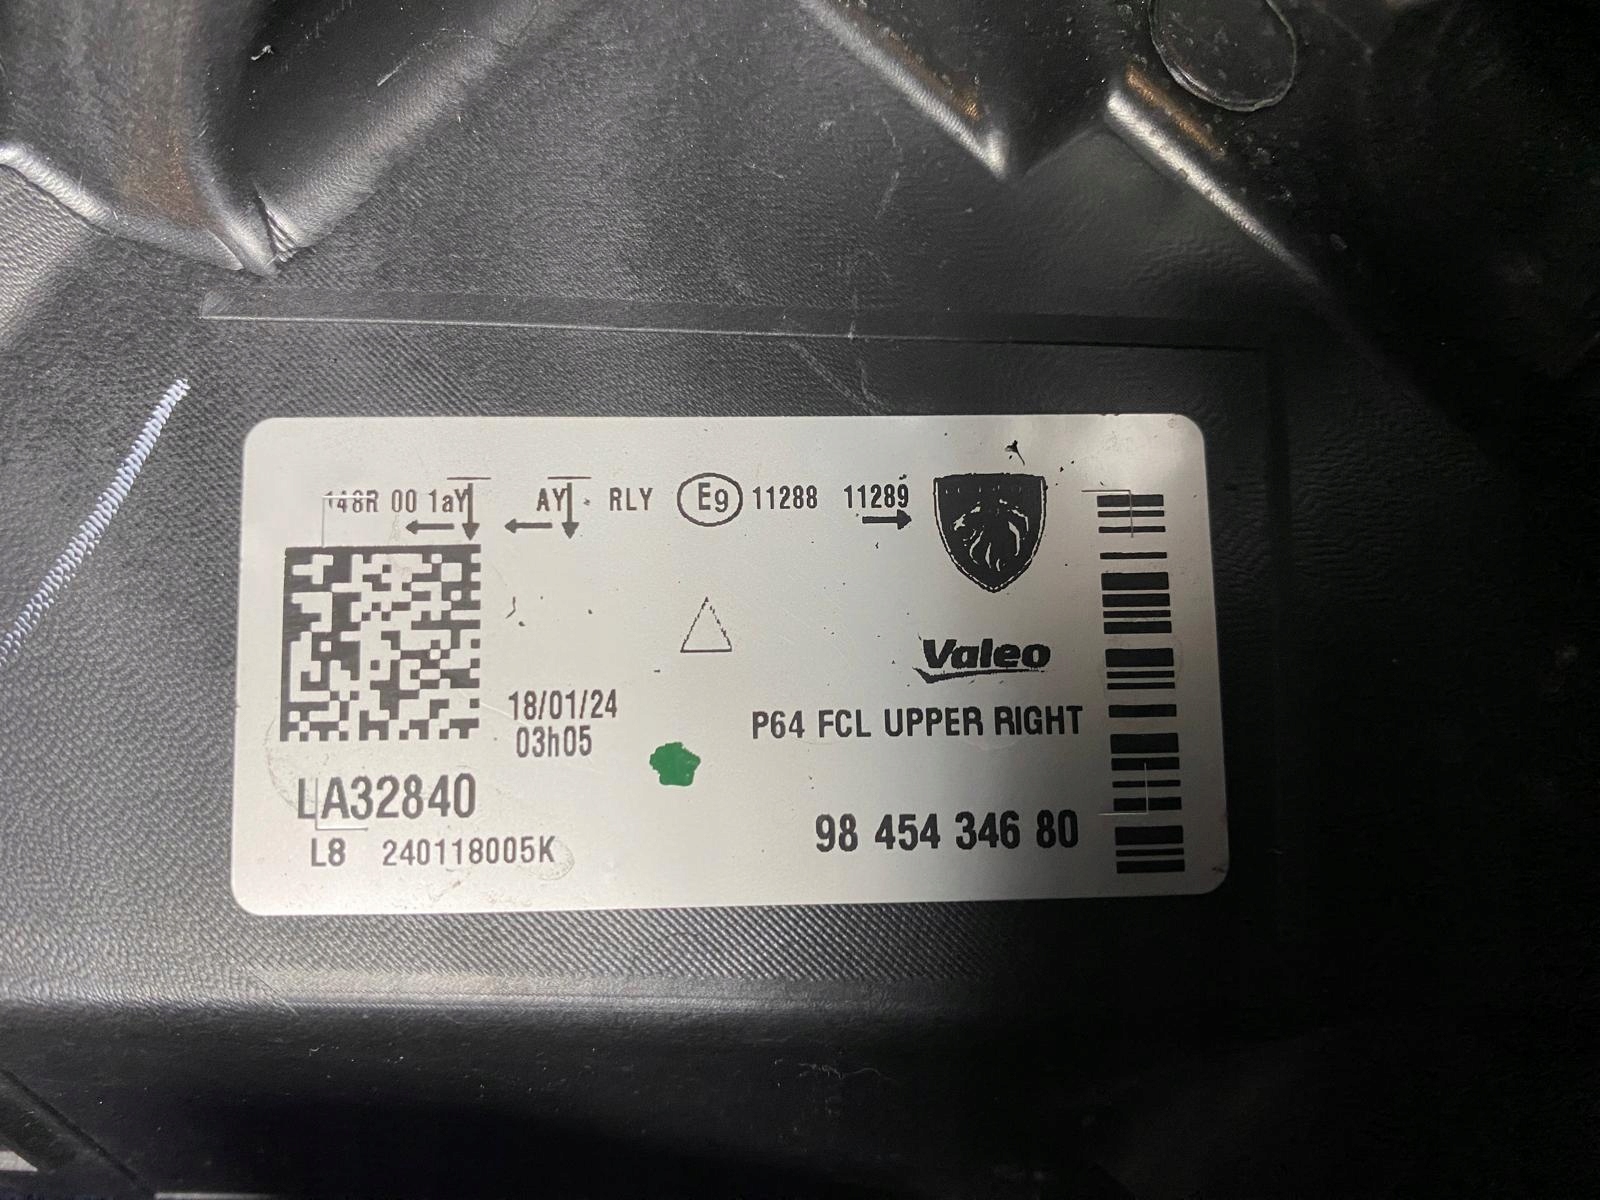 148R 00 1aY AY RLY E9 11288 11289
Valeo
18/01/24
03h05
P64 FCL UPPER RIGHT
LA32840
L8 240118005K
98 454 346 80